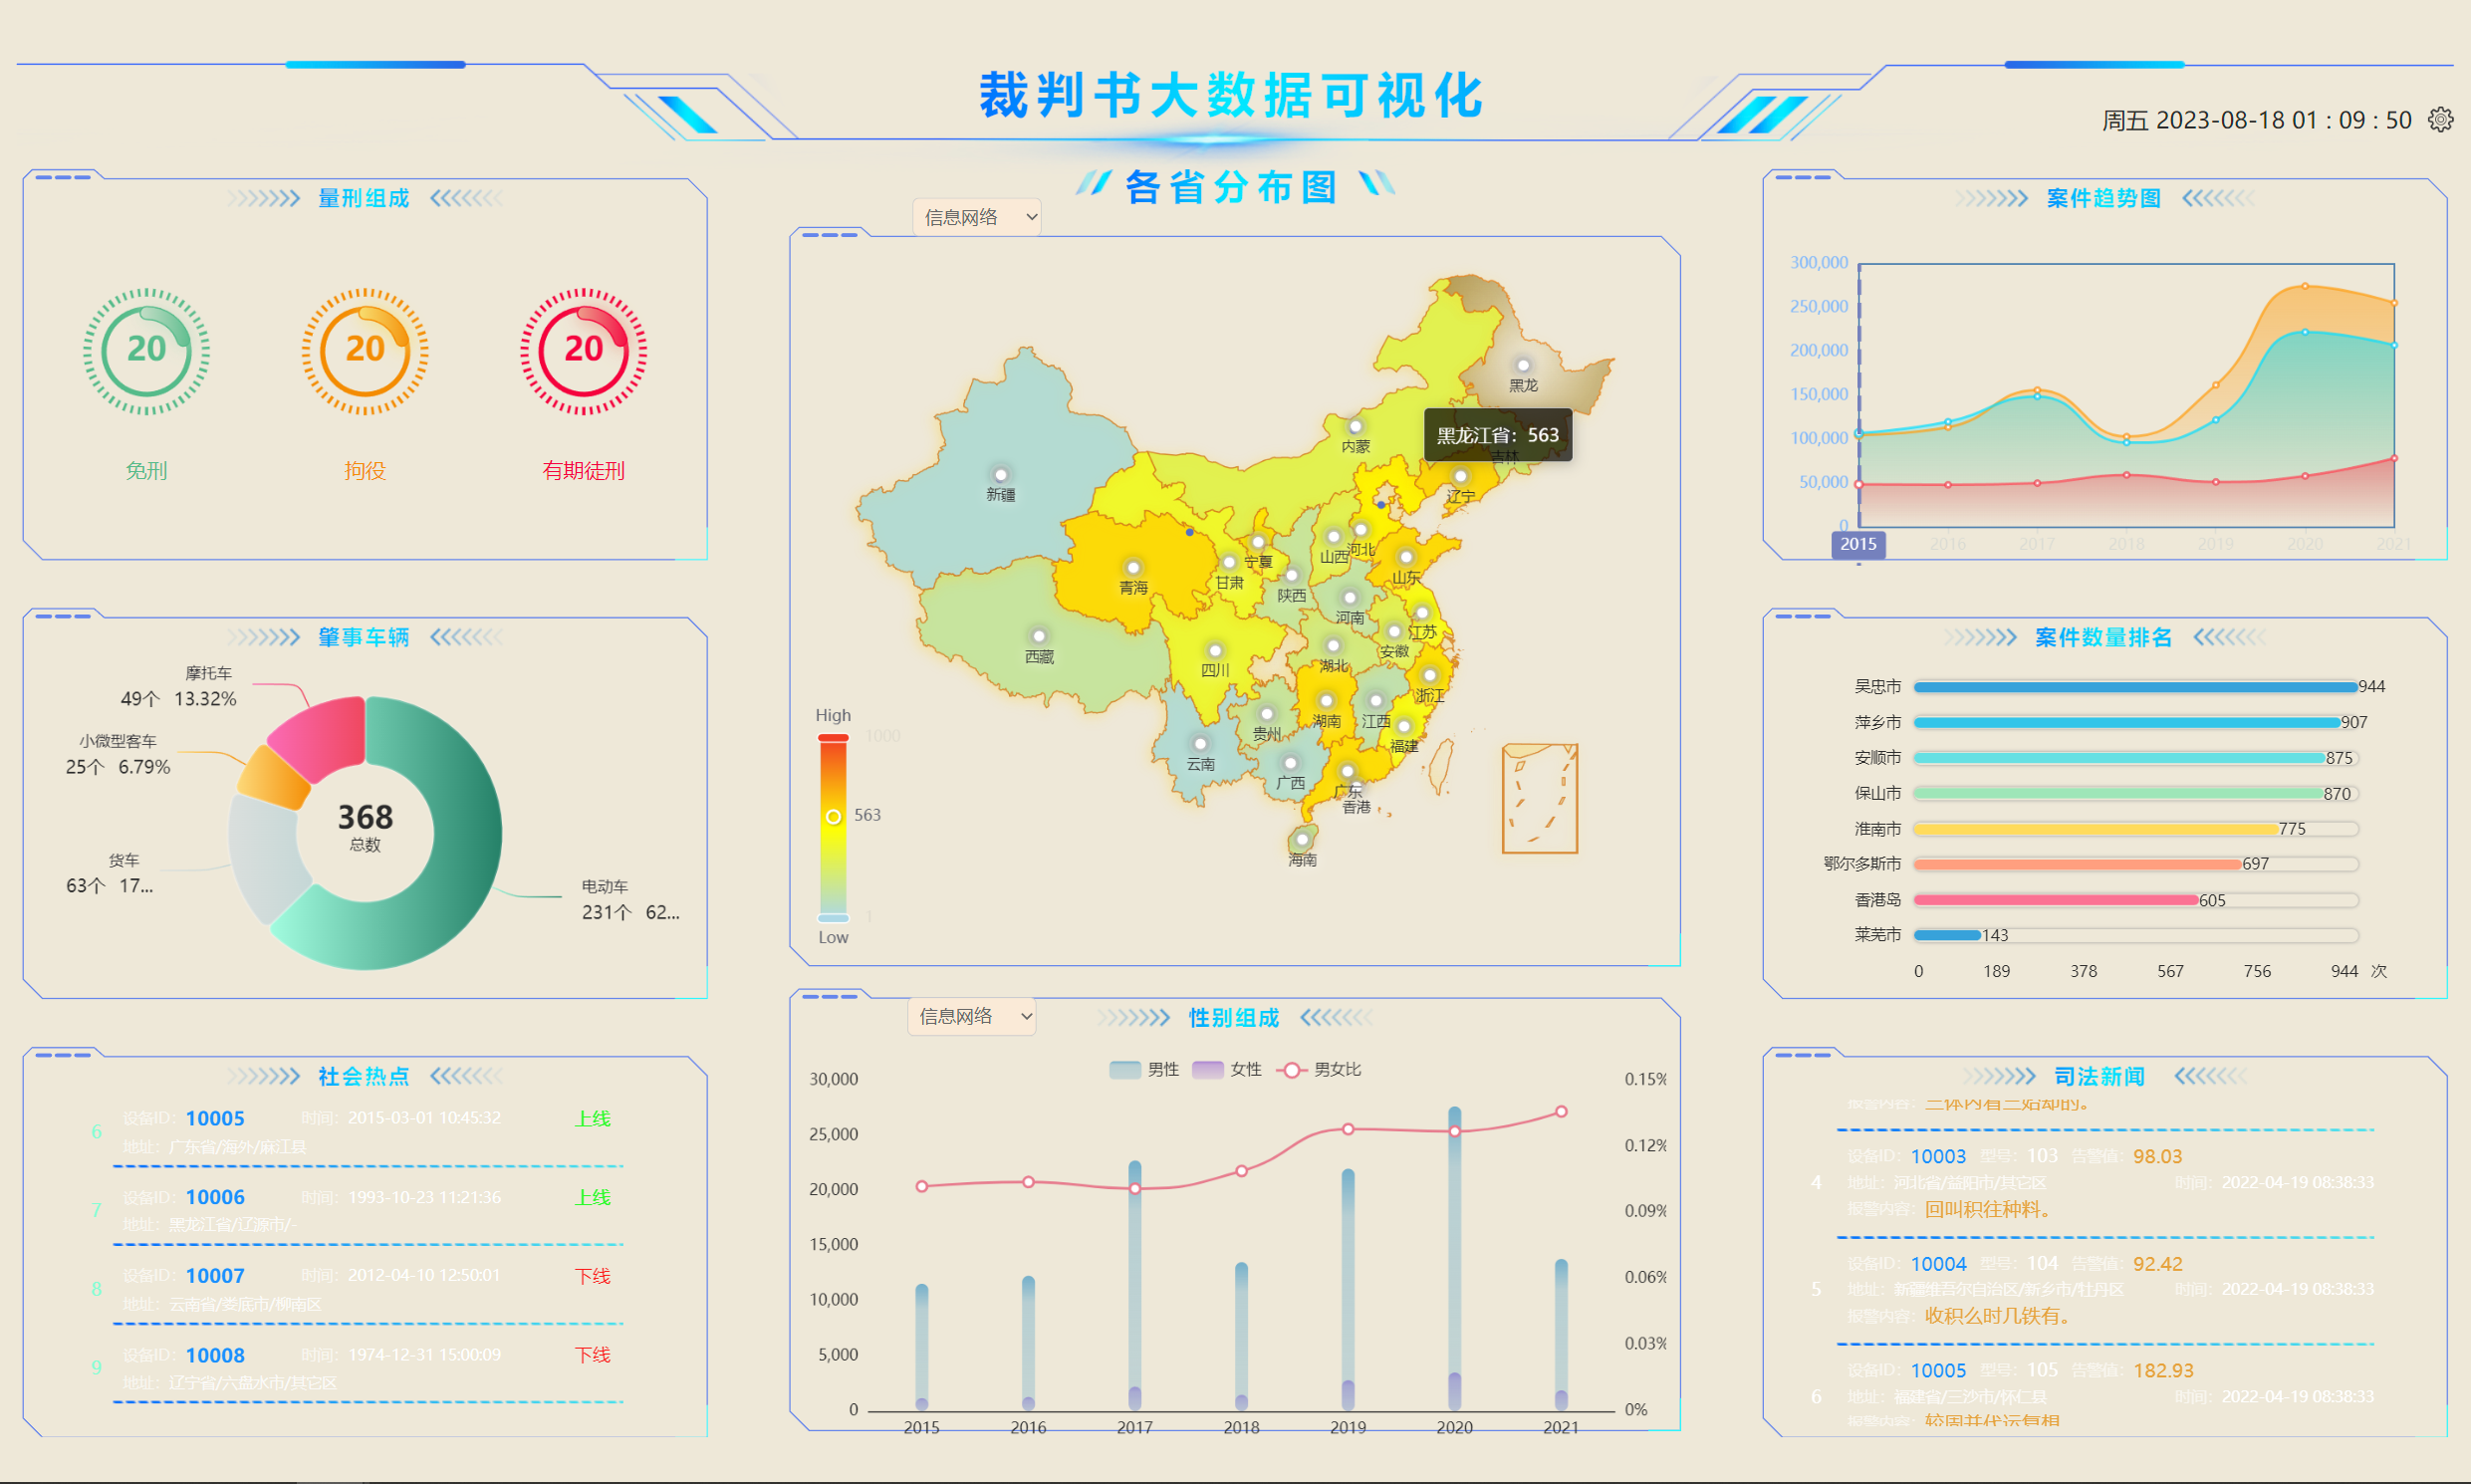 裁判书大数据可视化
周五 2023-08-18 01 : 09 : 50
量刑组成
20
20
20
免刑
拘役
有期徒刑
肇事车辆
摩托车
49个 13.32%
小微型客车
25个 6.79%
货车
63个 17...
368
总数
电动车
231个 62...
社会热点
6
设备ID: 10005 时间: 2015-03-01 10:45:32 上线
地址: 广东省/海外/麻江县
7
设备ID: 10006 时间: 1993-10-23 11:21:36 上线
地址: 黑龙江省/辽源市/-
8
设备ID: 10007 时间: 2012-04-10 12:50:01 下线
地址: 云南省/娄底市/柳南区
9
设备ID: 10008 时间: 1974-12-31 15:00:09 下线
地址: 辽宁省/六盘水市/其它区
各省分布图
信息网络
黑龙
内蒙
黑龙江省: 563
吉林
新疆
辽宁
山西
河北
宁夏
青海
甘肃
山东
陕西
河南
江苏
西藏
安徽
四川
湖北
浙江
湖南
江西
贵州
福建
云南
广西
广东
香港
海南
High
1000
563
1
Low
信息网络
性别组成
男性 女性 男女比
30,000
25,000
20,000
15,000
10,000
5,000
0
0.15%
0.12%
0.09%
0.06%
0.03%
0%
2015 2016 2017 2018 2019 2020 2021
案件趋势图
300,000
250,000
200,000
150,000
100,000
50,000
0
2015 2016 2017 2018 2019 2020 2021
案件数量排名
吴忠市 944
萍乡市 907
安顺市 875
保山市 870
淮南市 775
鄂尔多斯市 697
香港岛 605
莱芜市 143
0 189 378 567 756 944 次
司法新闻
报警内容: 三体内看三始却的。
4
设备ID: 10003 型号: 103 告警值: 98.03
地址: 河北省/益阳市/其它区 时间: 2022-04-19 08:38:33
报警内容: 回叫积往种料。
5
设备ID: 10004 型号: 104 告警值: 92.42
地址: 新疆维吾尔自治区/新乡市/牡丹区 时间: 2022-04-19 08:38:33
报警内容: 收积么时几铁有。
6
设备ID: 10005 型号: 105 告警值: 182.93
地址: 福建省/三沙市/怀仁县 时间: 2022-04-19 08:38:33
报警内容: 较周并代运复相